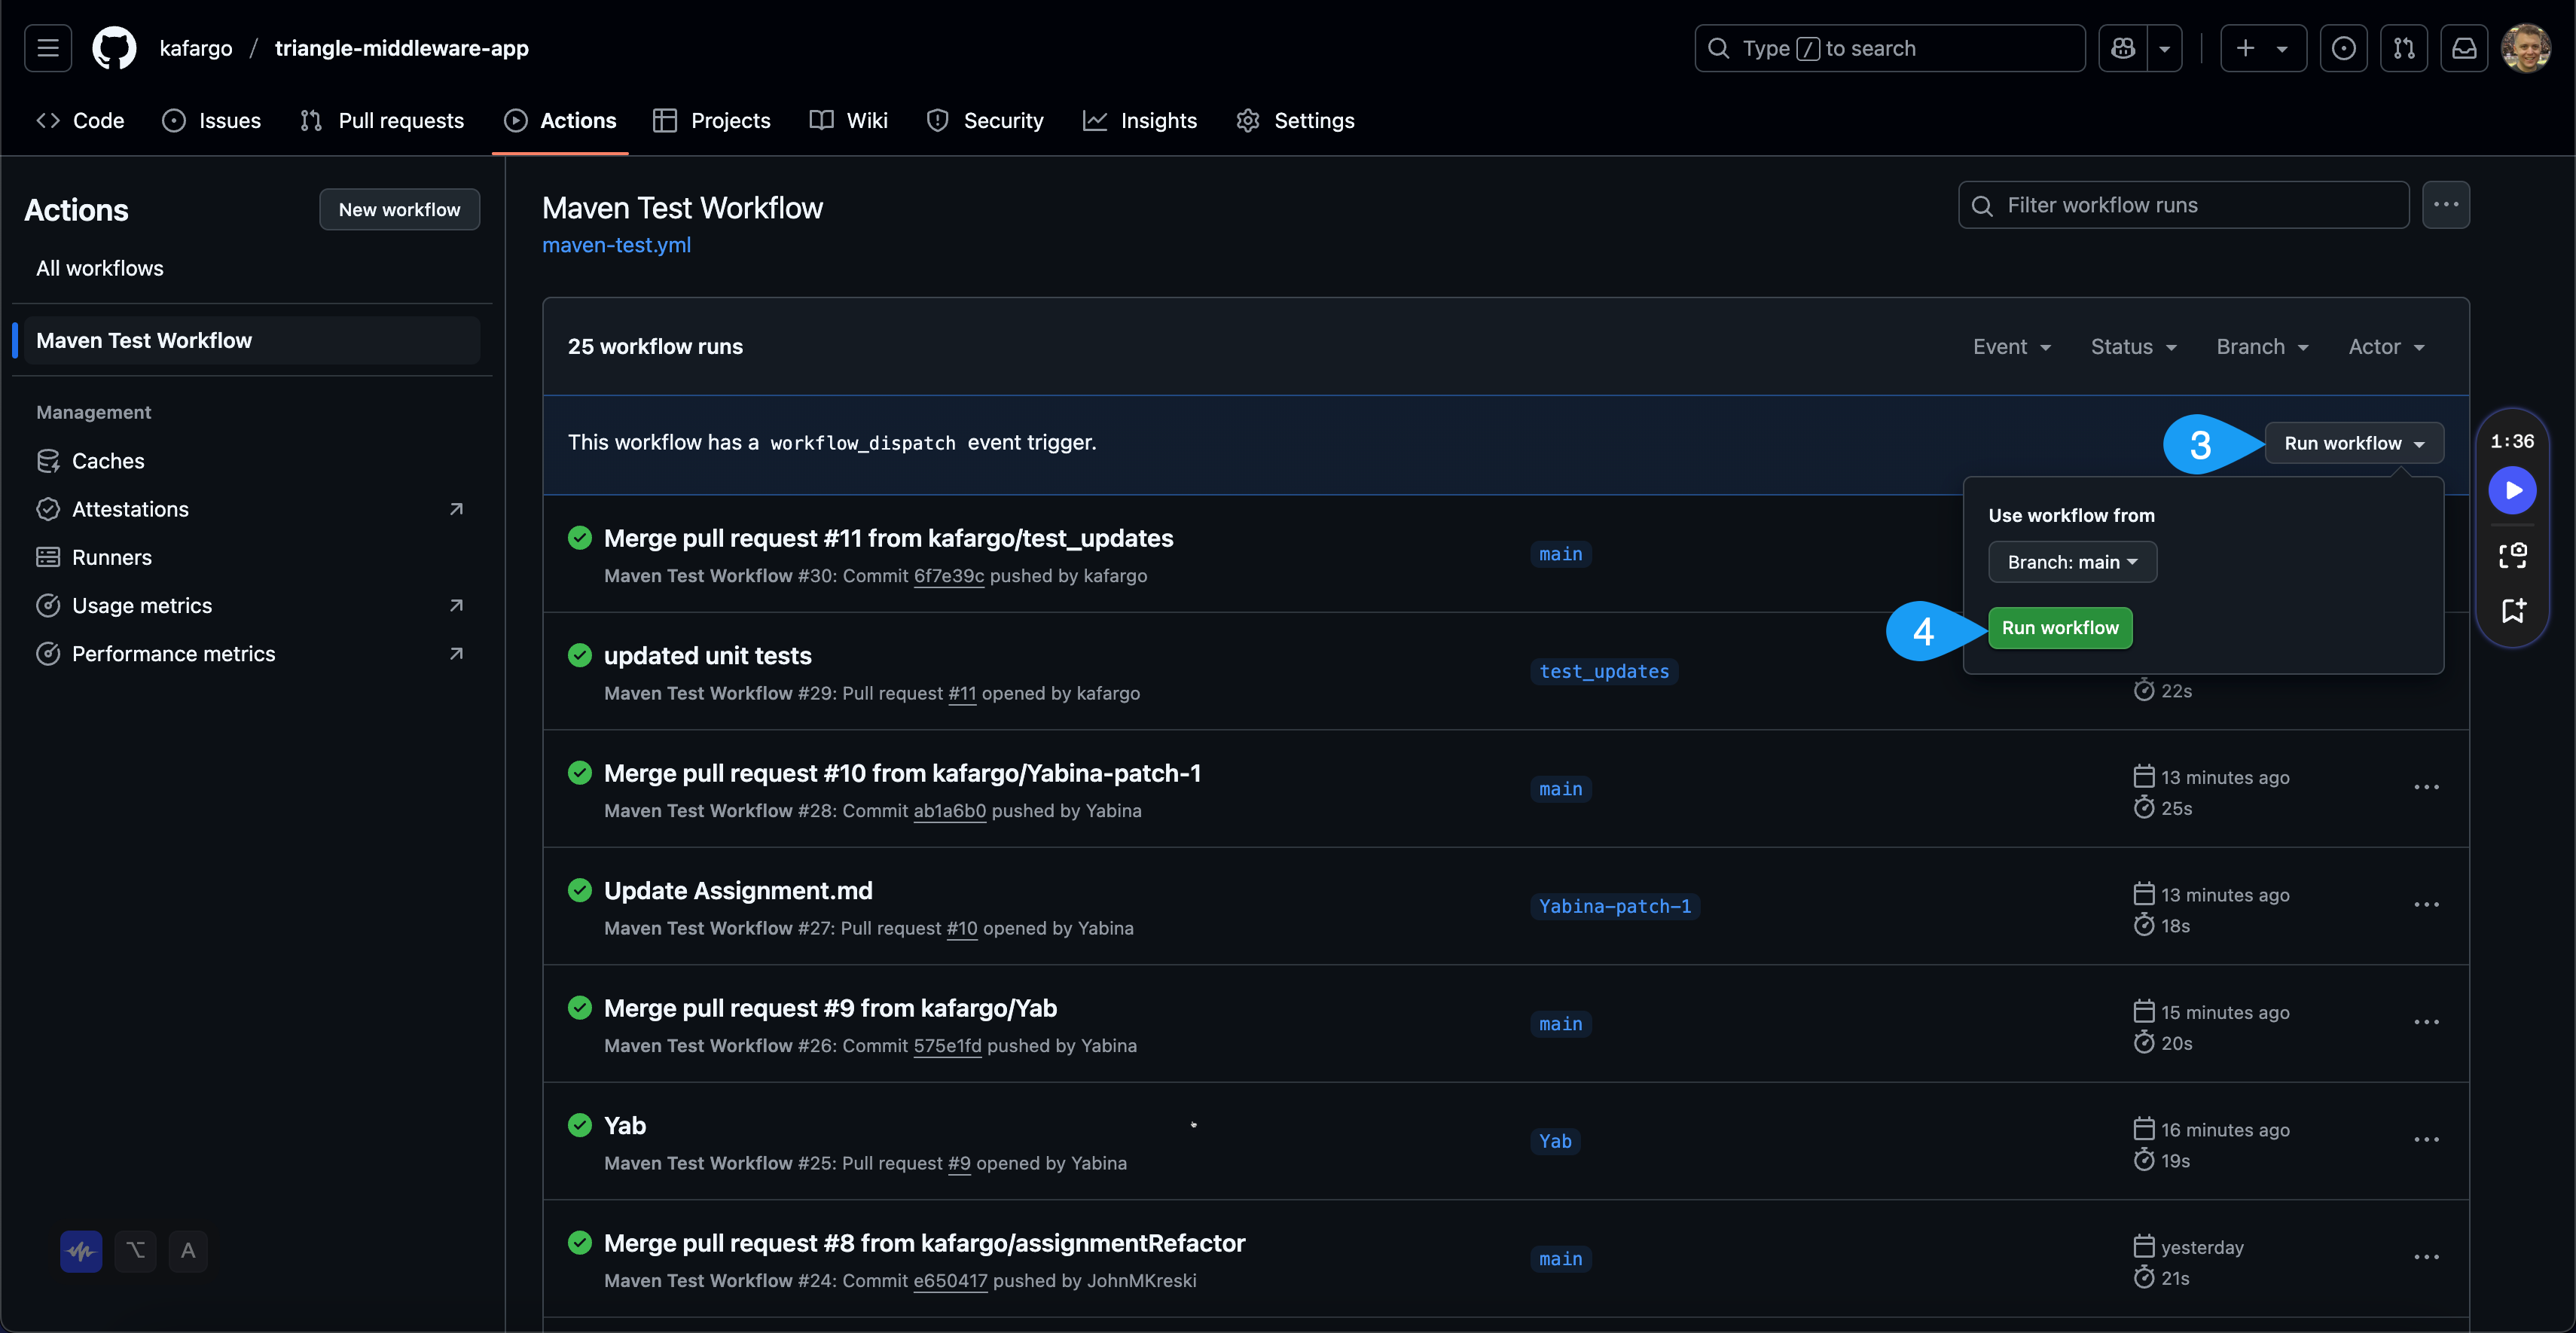 kafargo / triangle-middleware-app
Type / to search
Code Issues Pull requests Actions Projects Wiki Security Insights Settings
Actions
New workflow
All workflows
Maven Test Workflow
Management
Caches
Attestations
Runners
Usage metrics
Performance metrics
Maven Test Workflow
maven-test.yml
Filter workflow runs
25 workflow runs
Event Status Branch Actor
This workflow has a workflow_dispatch event trigger.
3
Run workflow
Use workflow from
Branch: main
4
Run workflow
1:36
Merge pull request #11 from kafargo/test_updates
Maven Test Workflow #30: Commit 6f7e39c pushed by kafargo
main
updated unit tests
Maven Test Workflow #29: Pull request #11 opened by kafargo
test_updates
22s
Merge pull request #10 from kafargo/Yabina-patch-1
Maven Test Workflow #28: Commit ab1a6b0 pushed by Yabina
main
13 minutes ago
25s
Update Assignment.md
Maven Test Workflow #27: Pull request #10 opened by Yabina
Yabina-patch-1
13 minutes ago
18s
Merge pull request #9 from kafargo/Yab
Maven Test Workflow #26: Commit 575e1fd pushed by Yabina
main
15 minutes ago
20s
Yab
Maven Test Workflow #25: Pull request #9 opened by Yabina
Yab
16 minutes ago
19s
Merge pull request #8 from kafargo/assignmentRefactor
Maven Test Workflow #24: Commit e650417 pushed by JohnMKreski
main
yesterday
21s
⌥ A